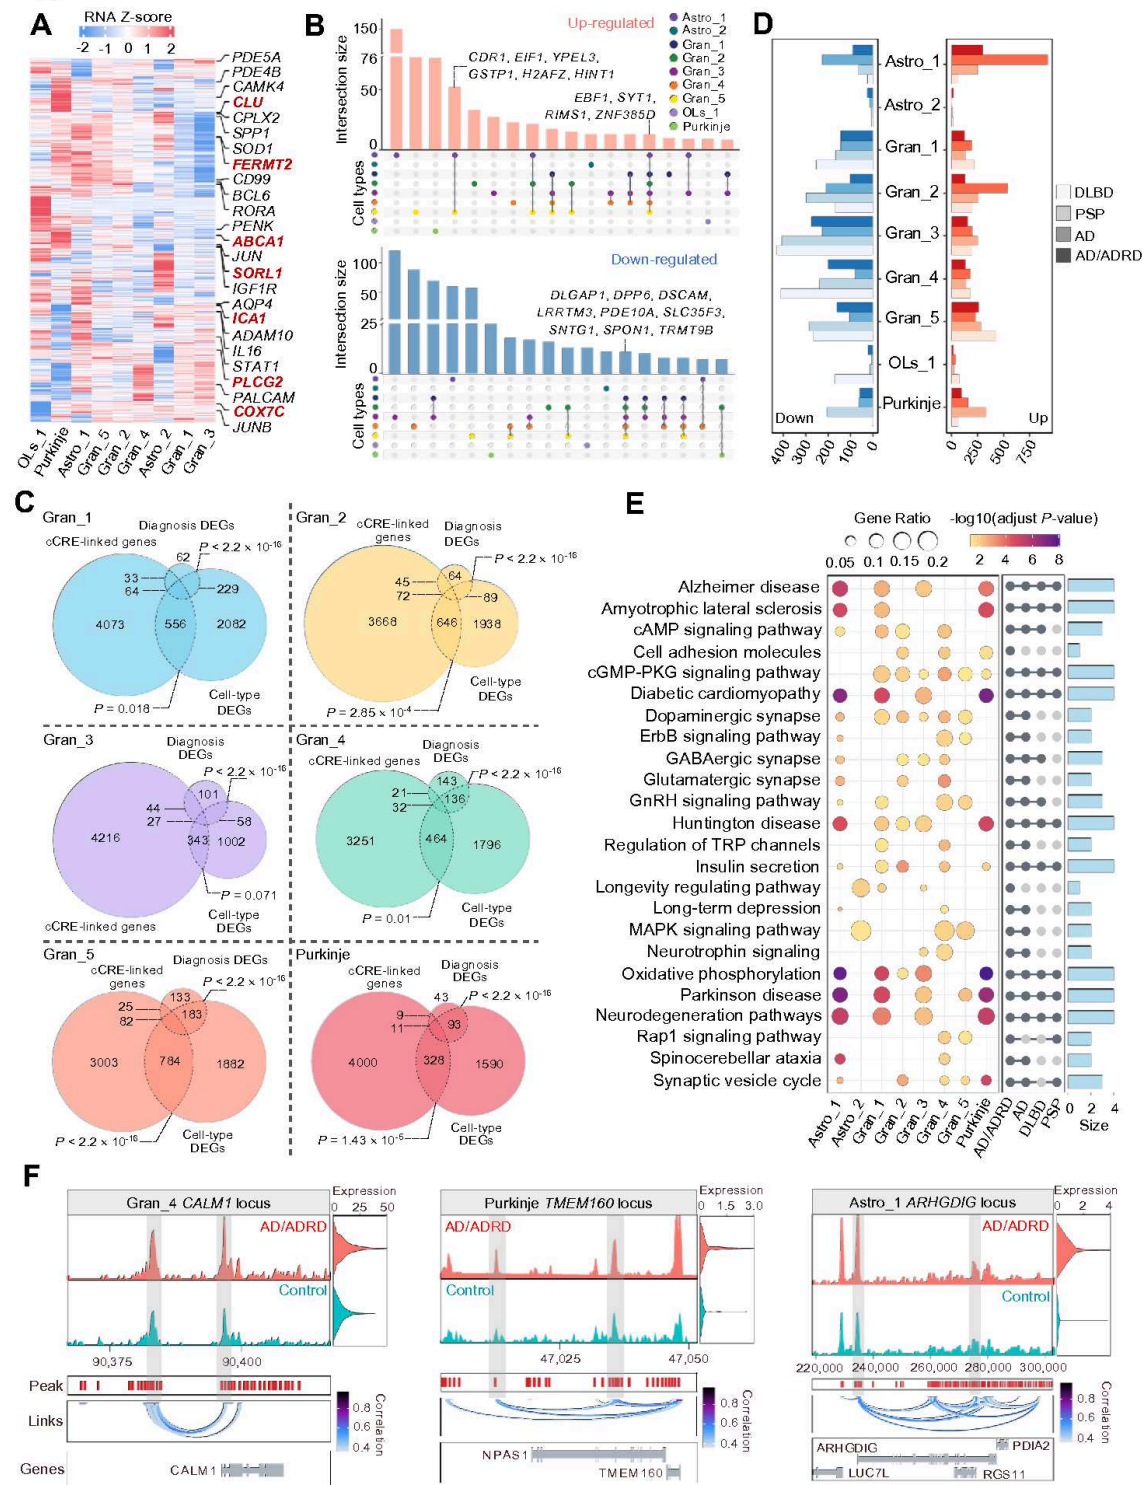 A
RNA Z-score
-2 -1 0 1 2
PDE5A
PDE4B
CAMK4
CLU
CPLX2
SPP1
SOD1
FERMT2
CD99
BCL6
RORA
PENK
ABCA1
JUN
SORL1
IGF1R
AQP4
ICA1
ADAM10
IL16
STAT1
PLCG2
PALCAM
COX7C
JUNB
OLs_1
Purkinje
Astro_1
Gran_5
Gran_2
Gran_4
Astro_2
Gran_1
Gran_3
B
Up-regulated
Intersection size
150
76
50
0
CDR1, EIF1, YPEL3,
GSTP1, H2AFZ, HINT1
EBF1, SYT1,
RIMS1, ZNF385D
Astro_1
Astro_2
Gran_1
Gran_2
Gran_3
Gran_4
Gran_5
OLs_1
Purkinje
Cell types
Down-regulated
Intersection size
100
50
25
0
DLGAP1, DPP6, DSCAM,
LRRTM3, PDE10A, SLC35F3,
SNTG1, SPON1, TRMT9B
Cell types
D
Astro_1
Astro_2
Gran_1
Gran_2
Gran_3
Gran_4
Gran_5
OLs_1
Purkinje
Down
Up
400
200
100
0
0
250
500
750
DLBD
PSP
AD
AD/ADRD
C
Gran_1
Diagnosis DEGs
cCRE-linked genes
P < 2.2 x 10-16
62
33
64
229
4073
556
2082
Cell-type
DEGs
P = 0.018
Gran_2
cCRE-linked
genes
Diagnosis
DEGs
P < 2.2 x 10-16
64
45
72
89
3668
646
1938
Cell-type
DEGs
P = 2.85 x 10-4
Gran_3
Diagnosis
DEGs
P < 2.2 x 10-16
101
44
27
58
4216
343
1002
P = 0.071
Cell-type
DEGs
cCRE-linked genes
Gran_4
Diagnosis
DEGs
cCRE-linked genes
P < 2.2 x 10-16
143
21
32
136
3251
464
1796
P = 0.01
Cell-type
DEGs
Gran_5
Diagnosis DEGs
cCRE-linked
genes
P < 2.2 x 10-16
133
25
82
183
3003
784
1882
P < 2.2 x 10-16
Cell-type
DEGs
Purkinje
cCRE-linked
genes
Diagnosis
DEGs
43
P < 2.2 x 10-16
9
11
93
4000
328
1590
P = 1.43 x 10-6
Cell-type
DEGs
E
Gene Ratio
0.05 0.1 0.15 0.2
-log10(adjust P-value)
2 4 6 8
Alzheimer disease
Amyotrophic lateral sclerosis
cAMP signaling pathway
Cell adhesion molecules
cGMP-PKG signaling pathway
Diabetic cardiomyopathy
Dopaminergic synapse
ErbB signaling pathway
GABAergic synapse
Glutamatergic synapse
GnRH signaling pathway
Huntington disease
Regulation of TRP channels
Insulin secretion
Longevity regulating pathway
Long-term depression
MAPK signaling pathway
Neurotrophin signaling
Oxidative phosphorylation
Parkinson disease
Neurodegeneration pathways
Rap1 signaling pathway
Spinocerebellar ataxia
Synaptic vesicle cycle
Astro_1
Astro_2
Gran_1
Gran_2
Gran_3
Gran_4
Gran_5
Purkinje
AD/ADRD
AD
DLBD
PSP
0 2 4
Size
F
Gran_4 CALM1 locus
Expression
0 25 50
AD/ADRD
Control
90,375
90,400
Peak
Links
Genes
CALM1
Correlation
0.8
0.6
0.4
Purkinje TMEM160 locus
Expression
0.0 1.5 3.0
AD/ADRD
Control
47,025
47,050
NPAS1
TMEM160
Correlation
0.8
0.6
0.4
Astro_1 ARHGDIG locus
Expression
0 2 4
AD/ADRD
Control
220,000 240,000 260,000 280,000 300,000
ARHGDIG
PDIA2
LUC7L
RGS11
Correlation
0.8
0.6
0.4